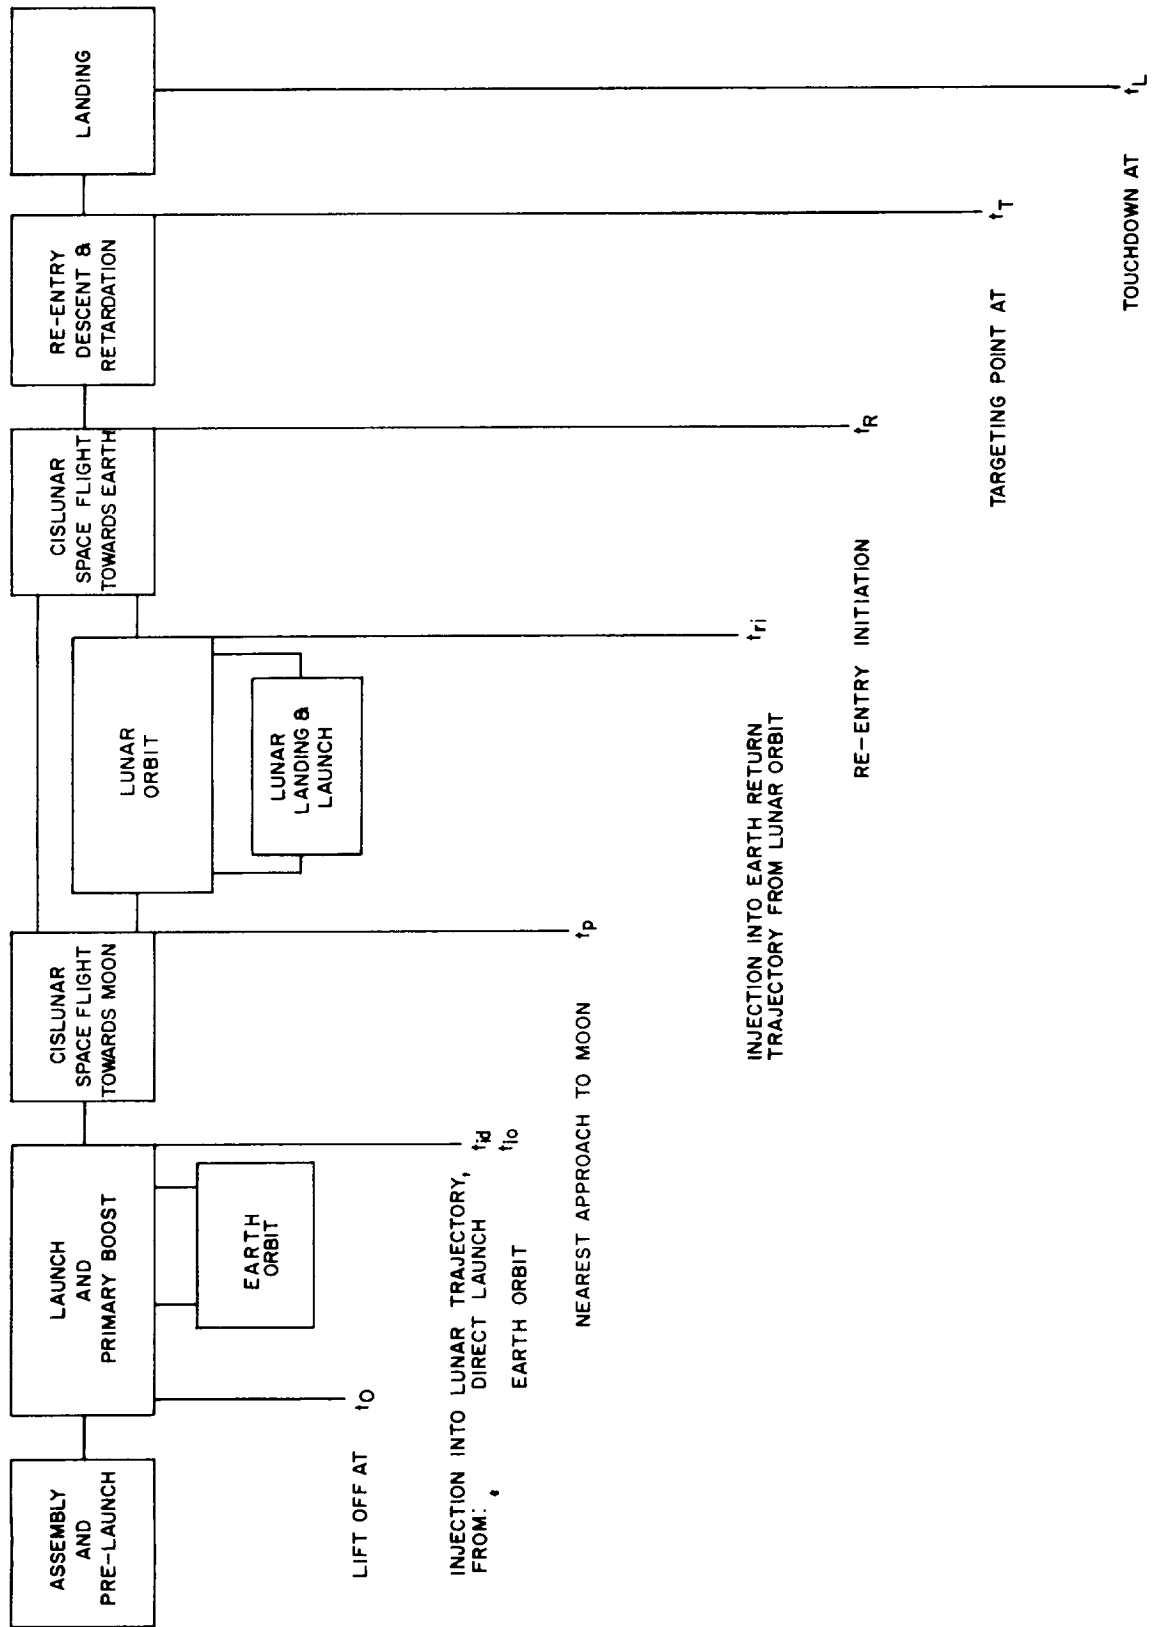 ASSEMBLY
AND
PRE-LAUNCH
LAUNCH
AND
PRIMARY BOOST
EARTH
ORBIT
CISLUNAR
SPACE FLIGHT
TOWARDS MOON
LUNAR
ORBIT
LUNAR
LANDING &
LAUNCH
CISLUNAR
SPACE FLIGHT
TOWARDS EARTH
RE-ENTRY
DESCENT &
RETARDATION
LANDING
LIFT OFF AT tO
INJECTION INTO LUNAR TRAJECTORY,
FROM: DIRECT LAUNCH tid
EARTH ORBIT tio
NEAREST APPROACH TO MOON tp
INJECTION INTO EARTH RETURN
TRAJECTORY FROM LUNAR ORBIT tri
RE-ENTRY INITIATION tR
TARGETING POINT AT tT
TOUCHDOWN AT tL